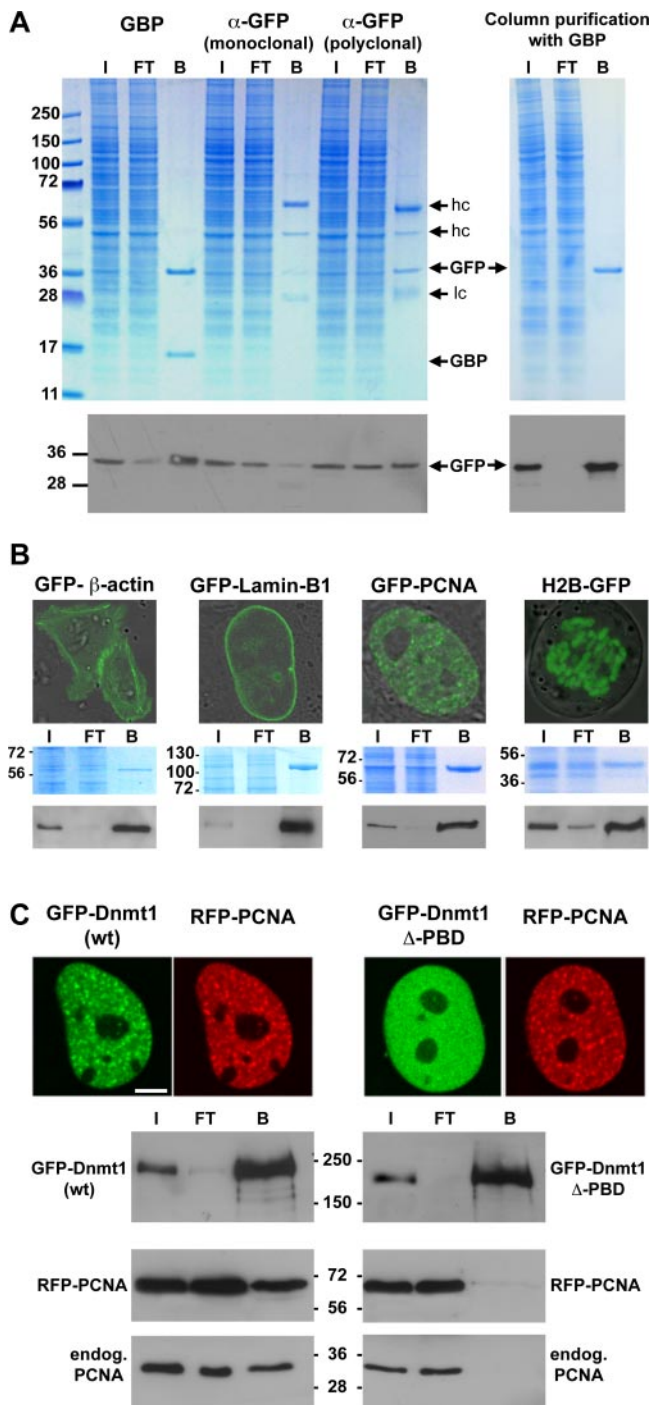 A
GBP
α-GFP
(monoclonal)
α-GFP
(polyclonal)
Column purification
with GBP
I FT B I FT B I FT B
I FT B
250
150
100
72
56
36
28
17
11
hc
hc
GFP
lc
GBP
36
28
GFP
B
GFP- β-actin
GFP-Lamin-B1
GFP-PCNA
H2B-GFP
I FT B
I FT B
I FT B
I FT B
72
56
130
100
72
72
56
56
36
C
GFP-Dnmt1
(wt)
RFP-PCNA
GFP-Dnmt1
Δ-PBD
RFP-PCNA
I FT B
I FT B
GFP-Dnmt1
(wt)
250
150
GFP-Dnmt1
Δ-PBD
RFP-PCNA
72
56
RFP-PCNA
endog.
PCNA
36
28
endog.
PCNA